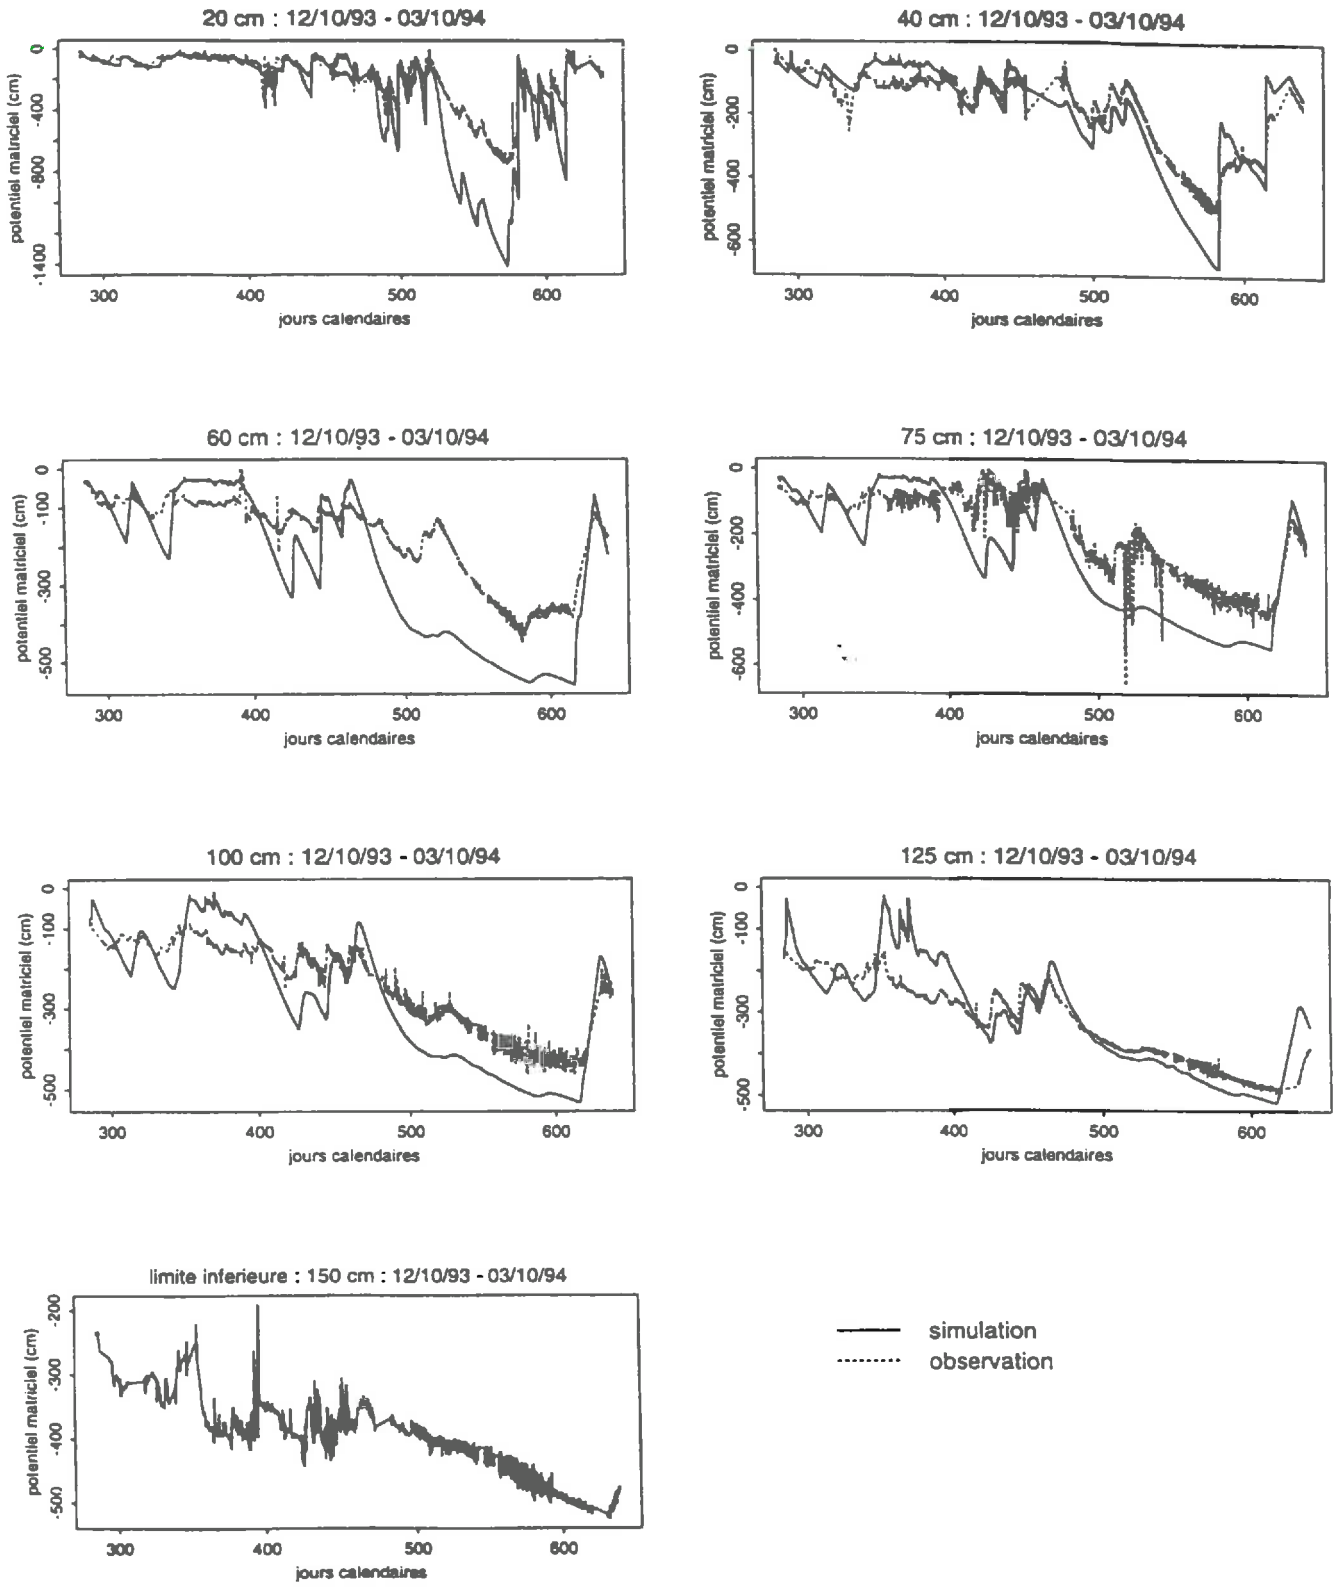 20 cm : 12/10/93 - 03/10/94
potentiel matriciel (cm)
0
-400
-800
-1400
300 400 500 600
jours calendaires
40 cm : 12/10/93 - 03/10/94
potentiel matriciel (cm)
0
-200
-400
-600
300 400 500 600
jours calendaires
60 cm : 12/10/93 - 03/10/94
potentiel matriciel (cm)
0
-100
-300
-500
300 400 500 600
jours calendaires
75 cm : 12/10/93 - 03/10/94
potentiel matriciel (cm)
0
-200
-400
-600
300 400 500 600
jours calendaires
100 cm : 12/10/93 - 03/10/94
potentiel matriciel (cm)
0
-100
-300
-500
300 400 500 600
jours calendaires
125 cm : 12/10/93 - 03/10/94
potentiel matriciel (cm)
0
-100
-300
-500
300 400 500 600
jours calendaires
limite inferieure : 150 cm : 12/10/93 - 03/10/94
potentiel matriciel (cm)
-200
-300
-400
-500
300 400 500 600
jours calendaires
simulation
observation